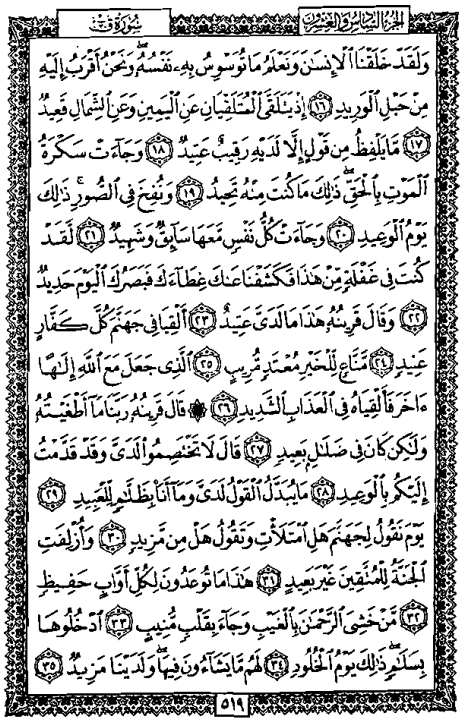 الجزء السادس والعشرون سورة ق
وَلَقَدْ خَلَقْنَا ٱلْإِنسَٰنَ وَنَعْلَمُ مَا تُوَسْوِسُ بِهِۦ نَفْسُهُۥ ۖ وَنَحْنُ أَقْرَبُ إِلَيْهِ
مِنْ حَبْلِ ٱلْوَرِيدِ ١٦ إِذْ يَتَلَقَّى ٱلْمُتَلَقِّيَانِ عَنِ ٱلْيَمِينِ وَعَنِ ٱلشِّمَالِ قَعِيدٌ
١٧ مَّا يَلْفِظُ مِن قَوْلٍ إِلَّا لَدَيْهِ رَقِيبٌ عَتِيدٌ ١٨ وَجَآءَتْ سَكْرَةُ
ٱلْمَوْتِ بِٱلْحَقِّ ۖ ذَٰلِكَ مَا كُنتَ مِنْهُ تَحِيدُ ١٩ وَنُفِخَ فِى ٱلصُّورِ ۚ ذَٰلِكَ
يَوْمُ ٱلْوَعِيدِ ٢٠ وَجَآءَتْ كُلُّ نَفْسٍ مَّعَهَا سَآئِقٌ وَشَهِيدٌ ٢١ لَّقَدْ
كُنتَ فِى غَفْلَةٍ مِّنْ هَٰذَا فَكَشَفْنَا عَنكَ غِطَآءَكَ فَبَصَرُكَ ٱلْيَوْمَ حَدِيدٌ
٢٢ وَقَالَ قَرِينُهُۥ هَٰذَا مَا لَدَىَّ عَتِيدٌ ٢٣ أَلْقِيَا فِى جَهَنَّمَ كُلَّ كَفَّارٍ
عَنِيدٍ ٢٤ مَّنَّاعٍ لِّلْخَيْرِ مُعْتَدٍ مُّرِيبٍ ٢٥ ٱلَّذِى جَعَلَ مَعَ ٱللَّهِ إِلَٰهًا
ءَاخَرَ فَأَلْقِيَاهُ فِى ٱلْعَذَابِ ٱلشَّدِيدِ ٢٦ ۞ قَالَ قَرِينُهُۥ رَبَّنَا مَآ أَطْغَيْتُهُۥ
وَلَٰكِن كَانَ فِى ضَلَٰلٍۭ بَعِيدٍ ٢٧ قَالَ لَا تَخْتَصِمُوا۟ لَدَىَّ وَقَدْ قَدَّمْتُ
إِلَيْكُم بِٱلْوَعِيدِ ٢٨ مَا يُبَدَّلُ ٱلْقَوْلُ لَدَىَّ وَمَآ أَنَا۠ بِظَلَّٰمٍ لِّلْعَبِيدِ ٢٩
يَوْمَ نَقُولُ لِجَهَنَّمَ هَلِ ٱمْتَلَأْتِ وَتَقُولُ هَلْ مِن مَّزِيدٍ ٣٠ وَأُزْلِفَتِ
ٱلْجَنَّةُ لِلْمُتَّقِينَ غَيْرَ بَعِيدٍ ٣١ هَٰذَا مَا تُوعَدُونَ لِكُلِّ أَوَّابٍ حَفِيظٍ
٣٢ مَّنْ خَشِىَ ٱلرَّحْمَٰنَ بِٱلْغَيْبِ وَجَآءَ بِقَلْبٍ مُّنِيبٍ ٣٣ ٱدْخُلُوهَا
بِسَلَٰمٍ ۖ ذَٰلِكَ يَوْمُ ٱلْخُلُودِ ٣٤ لَهُم مَّا يَشَآءُونَ فِيهَا وَلَدَيْنَا مَزِيدٌ ٣٥
٥١٩